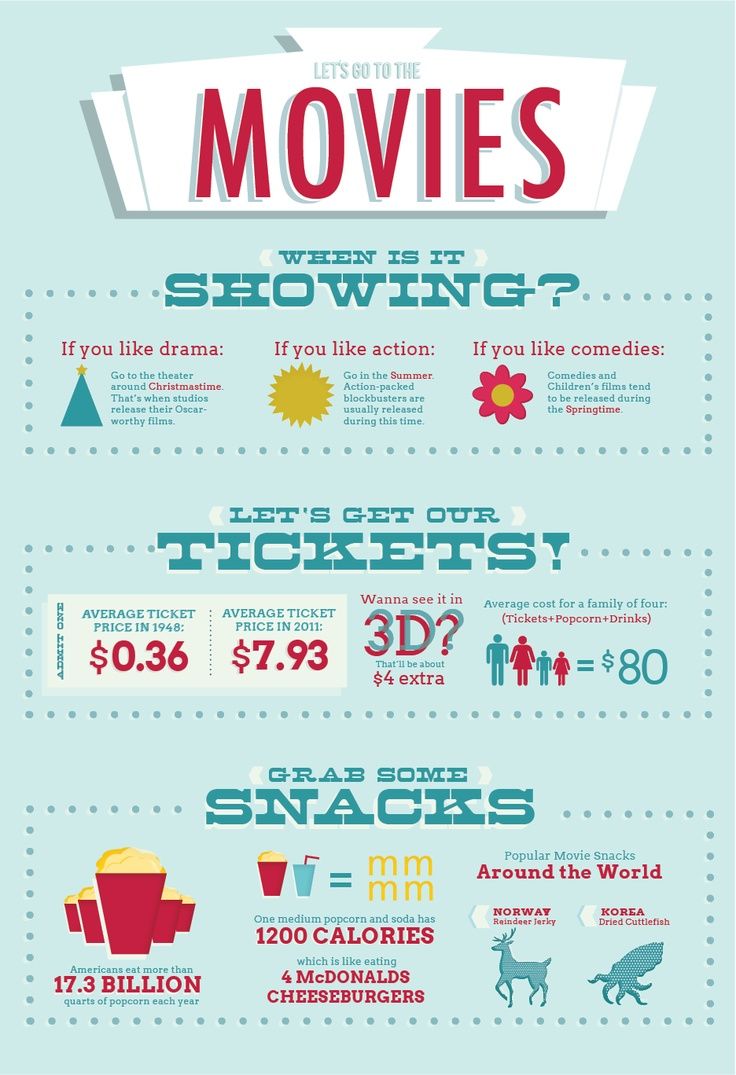 LET'S GO TO THE
MOVIES
WHEN IS IT
SHOWING?
If you like drama:
Go to the theater
around Christmastime.
That's when studios
release their Oscar-
worthy films.
If you like action:
Go in the Summer.
Action-packed
blockbusters are
usually released
during this time.
If you like comedies:
Comedies and
Children's films tend
to be released during
the Springtime.
LET'S GET OUR
TICKETS!
AVERAGE TICKET
PRICE IN 1948:
$0.36
AVERAGE TICKET
PRICE IN 2011:
$7.93
Wanna see it in
3D?
That'll be about
$4 extra
Average cost for a family of four:
(Tickets+Popcorn+Drinks)
= $80
GRAB SOME
SNACKS
Americans eat more than
17.3 BILLION
quarts of popcorn each year
= mm
mm
One medium popcorn and soda has
1200 CALORIES
which is like eating
4 McDONALDS
CHEESEBURGERS
Popular Movie Snacks
Around the World
NORWAY
Reindeer Jerky
KOREA
Dried Cuttlefish